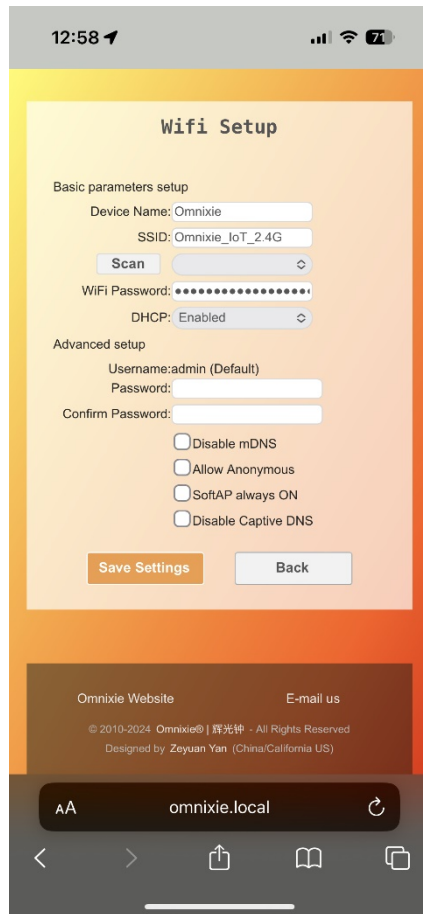 12:58
71
Wifi Setup
Basic parameters setup
Device Name: Omnixie
SSID: Omnixie_IoT_2.4G
Scan
WiFi Password: ••••••••••••••••••
DHCP: Enabled
Advanced setup
Username:admin (Default)
Password:
Confirm Password:
Disable mDNS
Allow Anonymous
SoftAP always ON
Disable Captive DNS
Save Settings Back
Omnixie Website E-mail us
© 2010-2024 Omnixie® | 辉光钟 - All Rights Reserved
Designed by Zeyuan Yan (China/California US)
AA omnixie.local